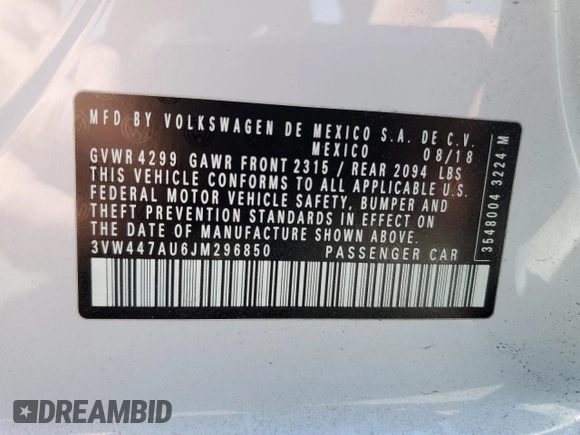 MFD BY VOLKSWAGEN DE MEXICO S.A. DE C.V.
MEXICO 08/18
GVWR 4299 GAWR FRONT 2315 / REAR 2094 LBS
THIS VEHICLE CONFORMS TO ALL APPLICABLE U.S.
FEDERAL MOTOR VEHICLE SAFETY, BUMPER AND
THEFT PREVENTION STANDARDS IN EFFECT ON
THE DATE OF MANUFACTURE SHOWN ABOVE.
3VW447AU6JM296850 PASSENGER CAR
3548004 3224 M
DREAMBID